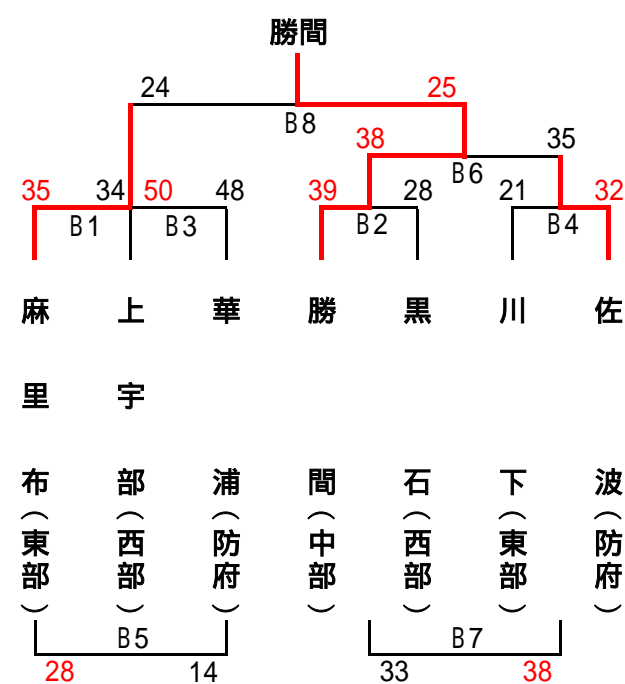 勝間
24 25
B8
38 35
B6
35 34 50 48 39 28 21 32
B1 B3 B2 B4
麻里布（東部）
上宇部（西部）
華浦（防府）
勝間（中部）
黒石（西部）
川下（東部）
佐波（防府）
B5 B7
28 14 33 38